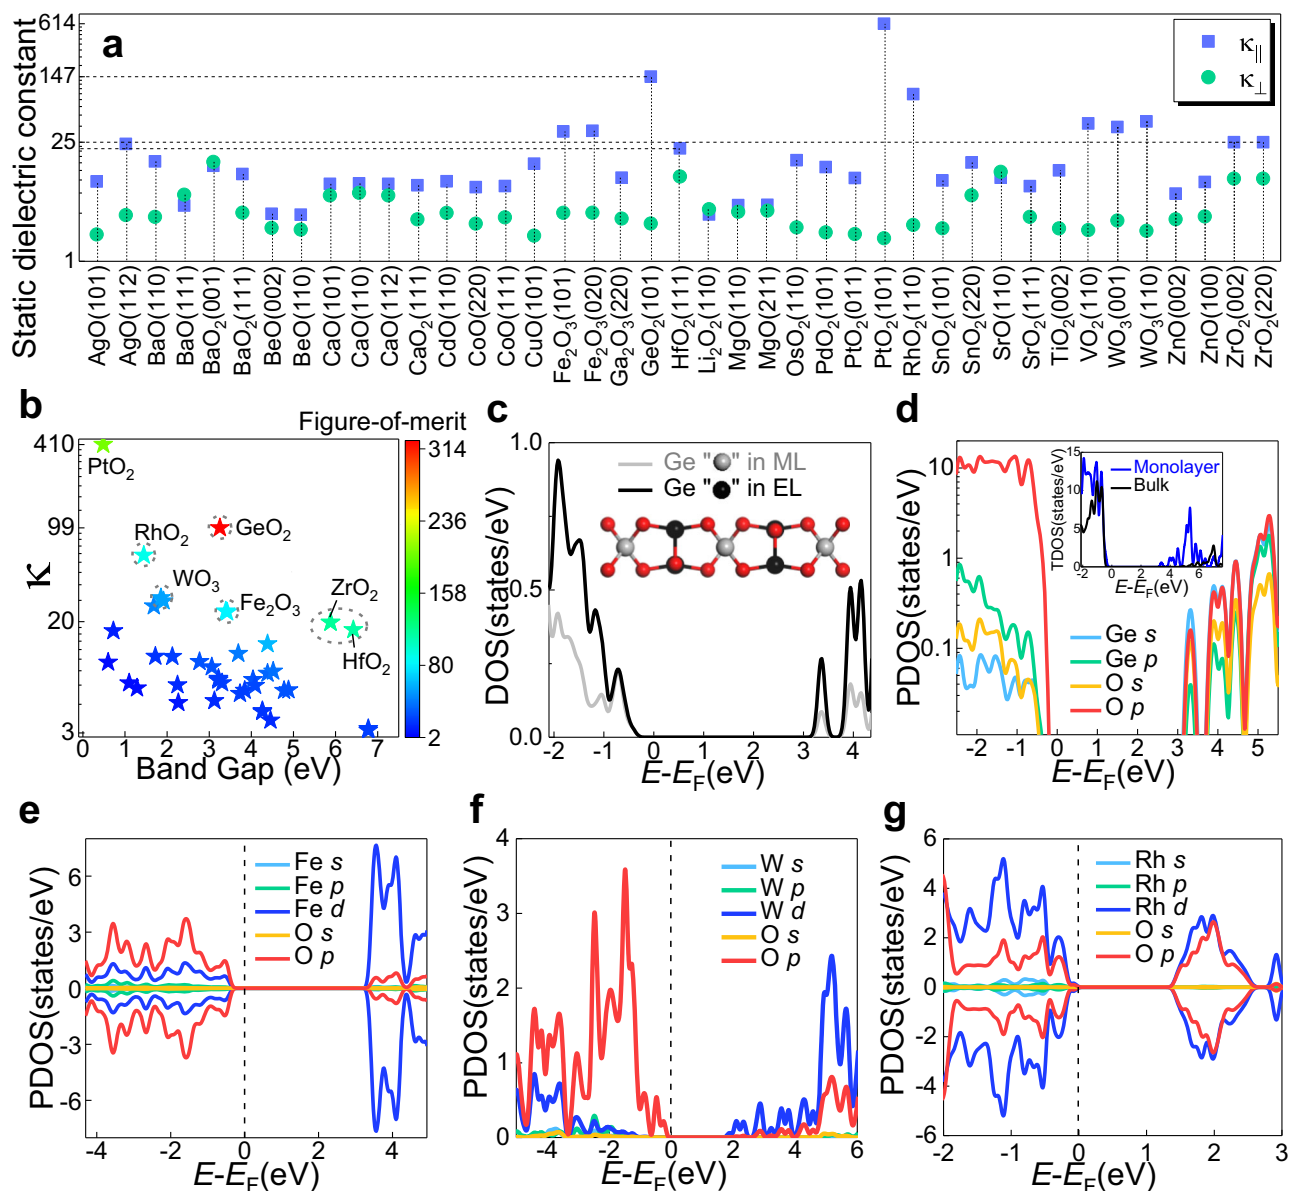 a
Static dielectric constant
614
147
25
1
κ∥
κ⊥
AgO(101)
AgO(112)
BaO(110)
BaO(111)
BaO₂(001)
BaO₂(111)
BeO(002)
BeO(110)
CaO(101)
CaO(110)
CaO(112)
CaO₂(111)
CdO(110)
CoO(220)
CoO(111)
CuO(101)
Fe₂O₃(101)
Fe₂O₃(020)
Ga₂O₃(220)
GeO₂(101)
HfO₂(111)
Li₂O₂(110)
MgO(110)
MgO(211)
OsO₂(110)
PdO₂(101)
PtO₂(011)
PtO₂(101)
RhO₂(110)
SnO₂(101)
SnO₂(220)
SrO(110)
SrO₂(111)
TiO₂(002)
VO₂(110)
WO₃(001)
WO₃(110)
ZnO(002)
ZnO(100)
ZrO₂(002)
ZrO₂(220)
b
Figure-of-merit
κ
410
99
20
3
PtO₂
RhO₂
GeO₂
WO₃
Fe₂O₃
ZrO₂
HfO₂
0 1 2 3 4 5 6 7
Band Gap (eV)
314
236
158
80
2
c
DOS(states/eV)
1.0
0.5
0.0
Ge "●" in ML
Ge "●" in EL
-2 -1 0 1 2 3 4
E-E_F(eV)
d
PDOS(states/eV)
10
1
0.1
TDOS(states/eV)
15
10
5
0
Monolayer
Bulk
-2 0 2 4 6
E-E_F(eV)
Ge s
Ge p
O s
O p
-2 -1 0 1 2 3 4 5
E-E_F(eV)
e
PDOS(states/eV)
6
3
0
-3
-6
Fe s
Fe p
Fe d
O s
O p
-4 -2 0 2 4
E-E_F(eV)
f
PDOS(states/eV)
4
3
2
1
0
W s
W p
W d
O s
O p
-4 -2 0 2 4 6
E-E_F(eV)
g
PDOS(states/eV)
6
4
2
0
-2
-4
-6
Rh s
Rh p
Rh d
O s
O p
-2 -1 0 1 2 3
E-E_F(eV)